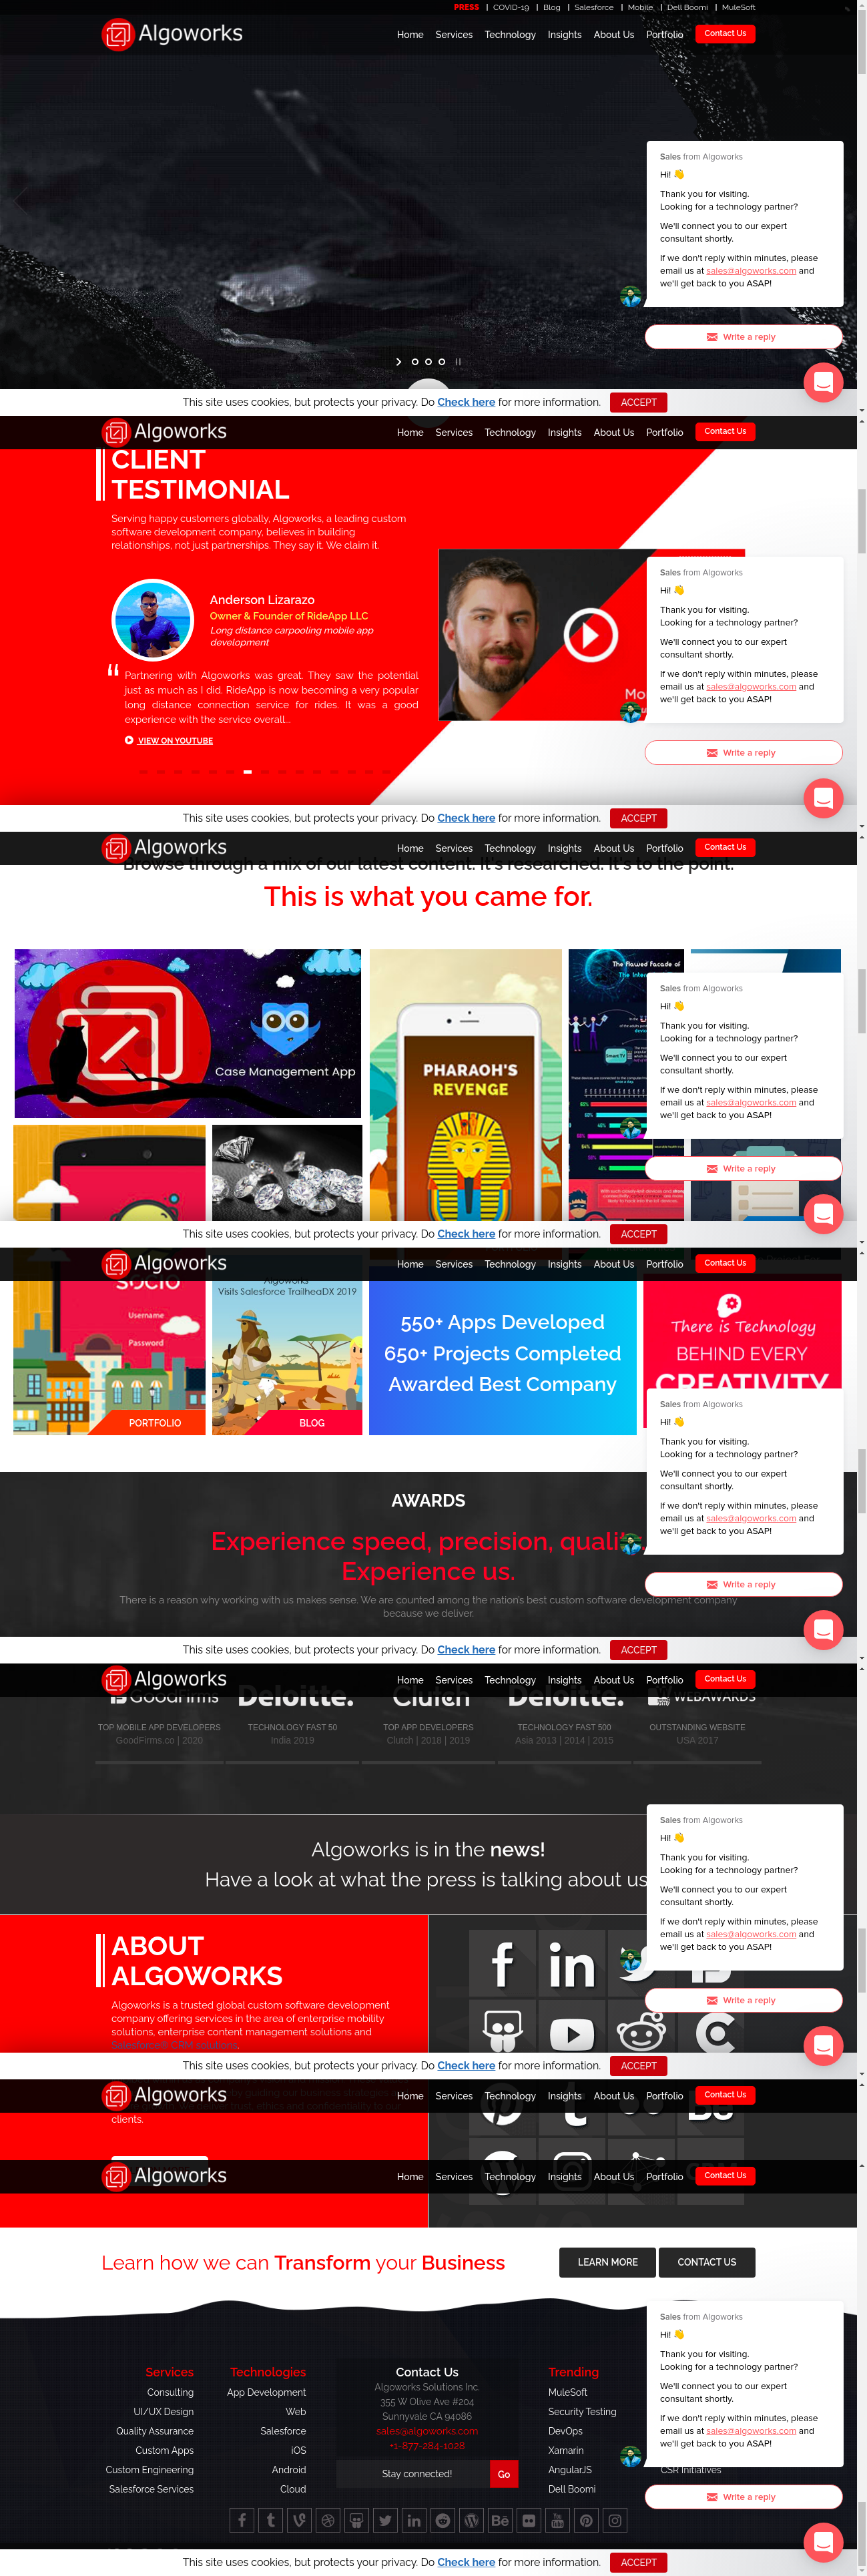 PRESS | COVID-19 | Blog | Salesforce | Mobile | Dell Boomi | MuleSoft
Algoworks
Home Services Technology Insights About Us Portfolio Contact Us
Sales from Algoworks
Hi! 👋
Thank you for visiting.
Looking for a technology partner?
We'll connect you to our expert
consultant shortly.
If we don't reply within minutes, please
email us at sales@algoworks.com and
we'll get back to you ASAP!
Write a reply
This site uses cookies, but protects your privacy. Do Check here for more information. ACCEPT
Algoworks
Home Services Technology Insights About Us Portfolio Contact Us
CLIENT
TESTIMONIAL
Serving happy customers globally, Algoworks, a leading custom
software development company, believes in building
relationships, not just partnerships. They say it. We claim it.
Anderson Lizarazo
Owner & Founder of RideApp LLC
Long distance carpooling mobile app
development
“ Partnering with Algoworks was great. They saw the potential
just as much as I did. RideApp is now becoming a very popular
long distance connection service for rides. It was a good
experience with the service overall...
VIEW ON YOUTUBE
Sales from Algoworks
Hi! 👋
Thank you for visiting.
Looking for a technology partner?
We'll connect you to our expert
consultant shortly.
If we don't reply within minutes, please
email us at sales@algoworks.com and
we'll get back to you ASAP!
Write a reply
This site uses cookies, but protects your privacy. Do Check here for more information. ACCEPT
Algoworks
Home Services Technology Insights About Us Portfolio Contact Us
Browse through a mix of our latest content. It's researched. It's to the point.
This is what you came for.
Case Management App
PHARAOH'S
REVENGE
The Flawed Facade of
Smart TV
Sales from Algoworks
Hi! 👋
Thank you for visiting.
Looking for a technology partner?
We'll connect you to our expert
consultant shortly.
If we don't reply within minutes, please
email us at sales@algoworks.com and
we'll get back to you ASAP!
Write a reply
This site uses cookies, but protects your privacy. Do Check here for more information. ACCEPT
Algoworks
Home Services Technology Insights About Us Portfolio Contact Us
socio
Username
Password
PORTFOLIO
Algoworks
Visits Salesforce TrailheaDX 2019
BLOG
550+ Apps Developed
650+ Projects Completed
Awarded Best Company
There is Technology
BEHIND EVERY
CREATIVITY
AWARDS
Experience speed, precision,
Experience us.
There is a reason why working with us makes sense. We are counted among the nation's best custom software development company
because we deliver.
Sales from Algoworks
Hi! 👋
Thank you for visiting.
Looking for a technology partner?
We'll connect you to our expert
consultant shortly.
If we don't reply within minutes, please
email us at sales@algoworks.com and
we'll get back to you ASAP!
Write a reply
This site uses cookies, but protects your privacy. Do Check here for more information. ACCEPT
Algoworks
Home Services Technology Insights About Us Portfolio Contact Us
GoodFirms Deloitte. Clutch Deloitte. WEBAWARDS
TOP MOBILE APP DEVELOPERS TECHNOLOGY FAST 50 TOP APP DEVELOPERS TECHNOLOGY FAST 500 OUTSTANDING WEBSITE
GoodFirms.co | 2020 India 2019 Clutch | 2018 | 2019 Asia 2013 | 2014 | 2015 USA 2017
Algoworks is in the news!
Have a look at what the press is talking about us
ABOUT
ALGOWORKS
Algoworks is a trusted global custom software development
company offering services in the area of enterprise mobility
solutions, enterprise content management solutions and
Sales from Algoworks
Hi! 👋
Thank you for visiting.
Looking for a technology partner?
We'll connect you to our expert
consultant shortly.
If we don't reply within minutes, please
email us at sales@algoworks.com and
we'll get back to you ASAP!
Write a reply
This site uses cookies, but protects your privacy. Do Check here for more information. ACCEPT
Algoworks
Home Services Technology Insights About Us Portfolio Contact Us
clients.
Algoworks
Home Services Technology Insights About Us Portfolio Contact Us
Learn how we can Transform your Business
LEARN MORE CONTACT US
Services
Consulting
UI/UX Design
Quality Assurance
Custom Apps
Custom Engineering
Salesforce Services
Technologies
App Development
Web
Salesforce
iOS
Android
Cloud
Contact Us
Algoworks Solutions Inc.
355 W Olive Ave #204
Sunnyvale CA 94086
sales@algoworks.com
+1-877-284-1028
Stay connected! Go
Trending
MuleSoft
Security Testing
DevOps
Xamarin
AngularJS
Dell Boomi
CSR Initiatives
Sales from Algoworks
Hi! 👋
Thank you for visiting.
Looking for a technology partner?
We'll connect you to our expert
consultant shortly.
If we don't reply within minutes, please
email us at sales@algoworks.com and
we'll get back to you ASAP!
Write a reply
This site uses cookies, but protects your privacy. Do Check here for more information. ACCEPT